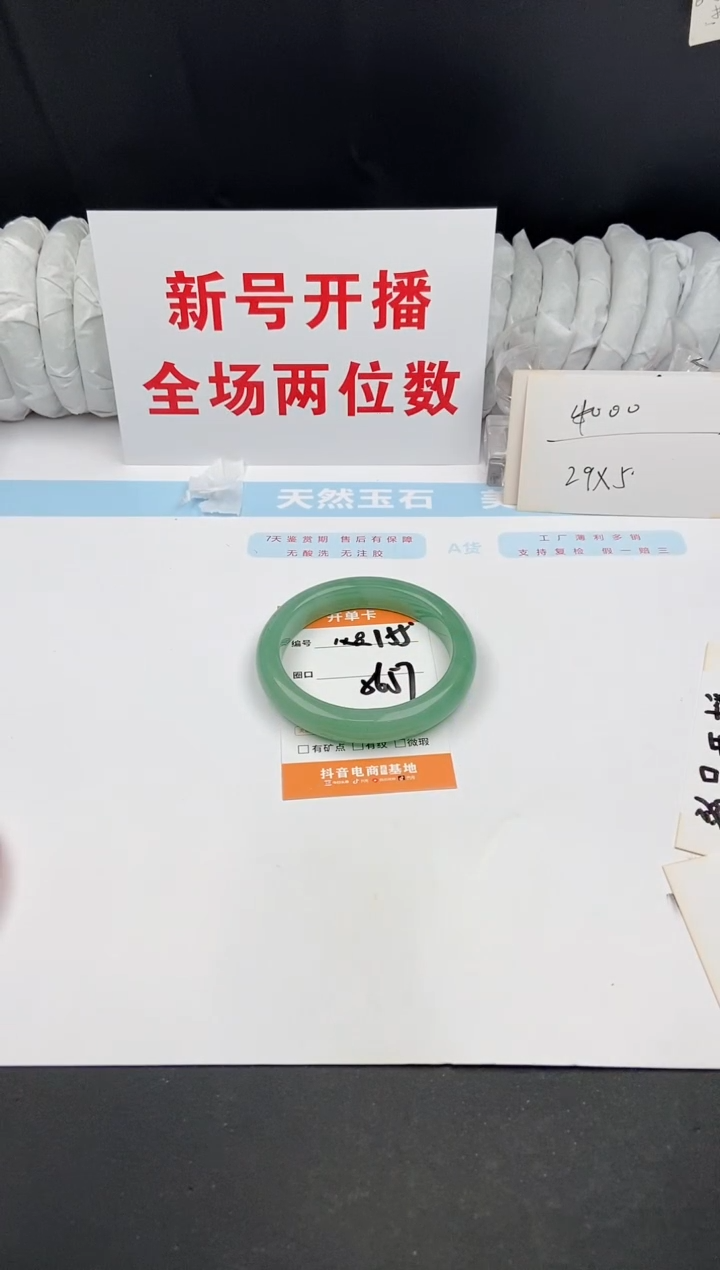 新号开播
全场两位数
4000
29X5
天然玉石
7天鉴赏期 售后有保障
无酸洗 无注胶
A货
工厂薄利多销
支持复检 假一赔三
开单卡
编号
圈口
8657
有矿点 有纹 微瑕
抖音电商 基地